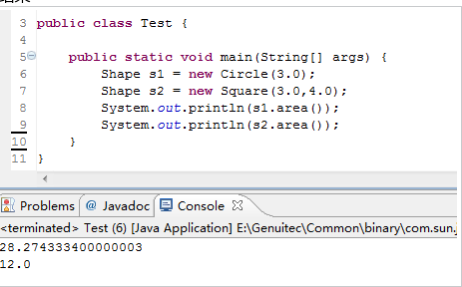 3 public class Test {
4
5 public static void main(String[] args) {
6 Shape s1 = new Circle(3.0);
7 Shape s2 = new Square(3.0,4.0);
8 System.out.println(s1.area());
9 System.out.println(s2.area());
10 }
11 }
Problems @ Javadoc Console
<terminated> Test (6) [Java Application] E:\Genuitec\Common\binary\com.sun.j
28.274333400000003
12.0